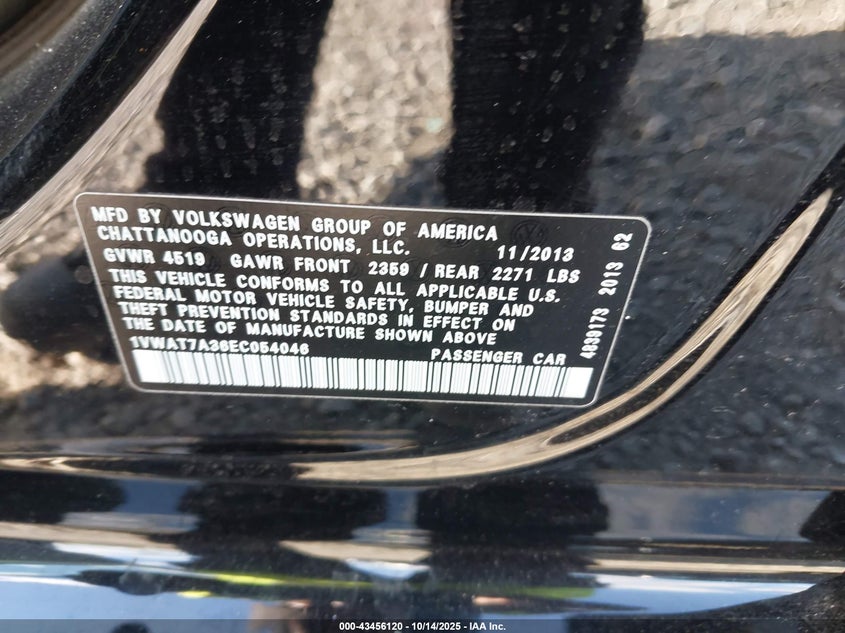 MFD BY VOLKSWAGEN GROUP OF AMERICA
CHATTANOOGA OPERATIONS, LLC. 11/2013
GVWR 4519 GAWR FRONT 2359 / REAR 2271 LBS
THIS VEHICLE CONFORMS TO ALL APPLICABLE U.S.
FEDERAL MOTOR VEHICLE SAFETY, BUMPER AND
THEFT PREVENTION STANDARDS IN EFFECT ON
THE DATE OF MANUFACTURE SHOWN ABOVE
1VWAT7A36EC054046 PASSENGER CAR
4839173 2013 62
000-43456120 - 10/14/2025 - IAA Inc.